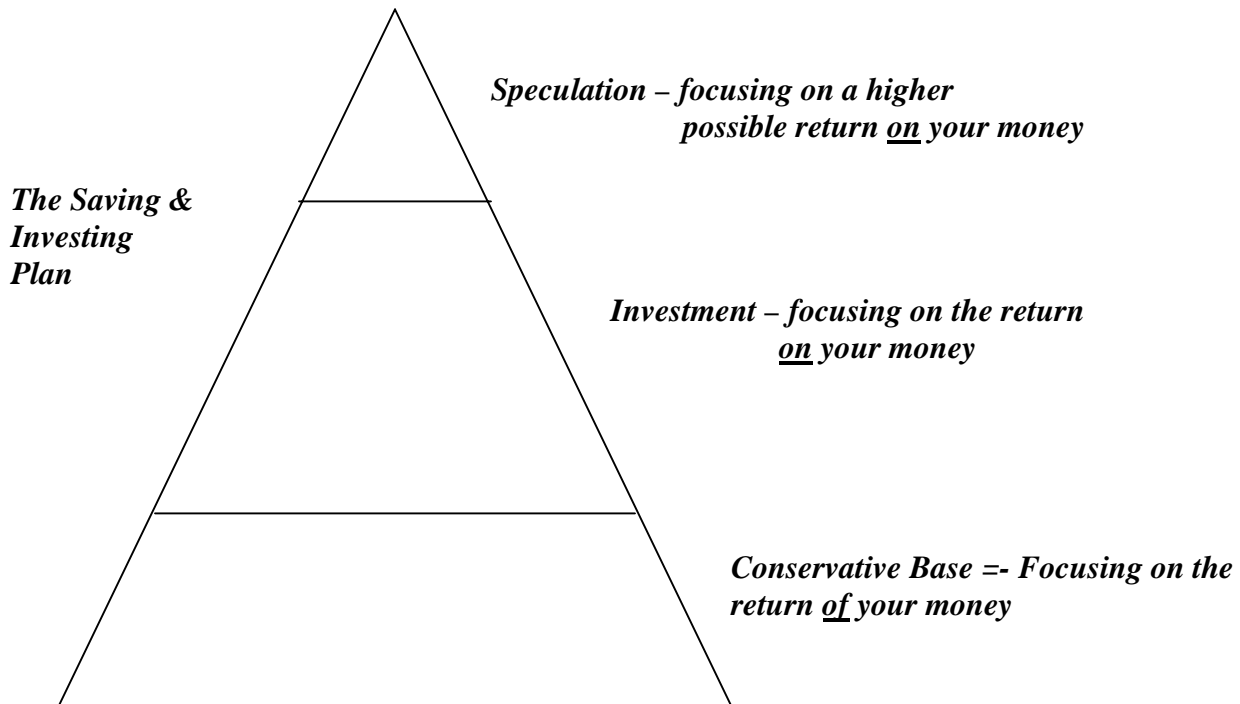 Speculation – focusing on a higher
possible return on your money
The Saving &
Investing
Plan
Investment – focusing on the return
on your money
Conservative Base =- Focusing on the
return of your money